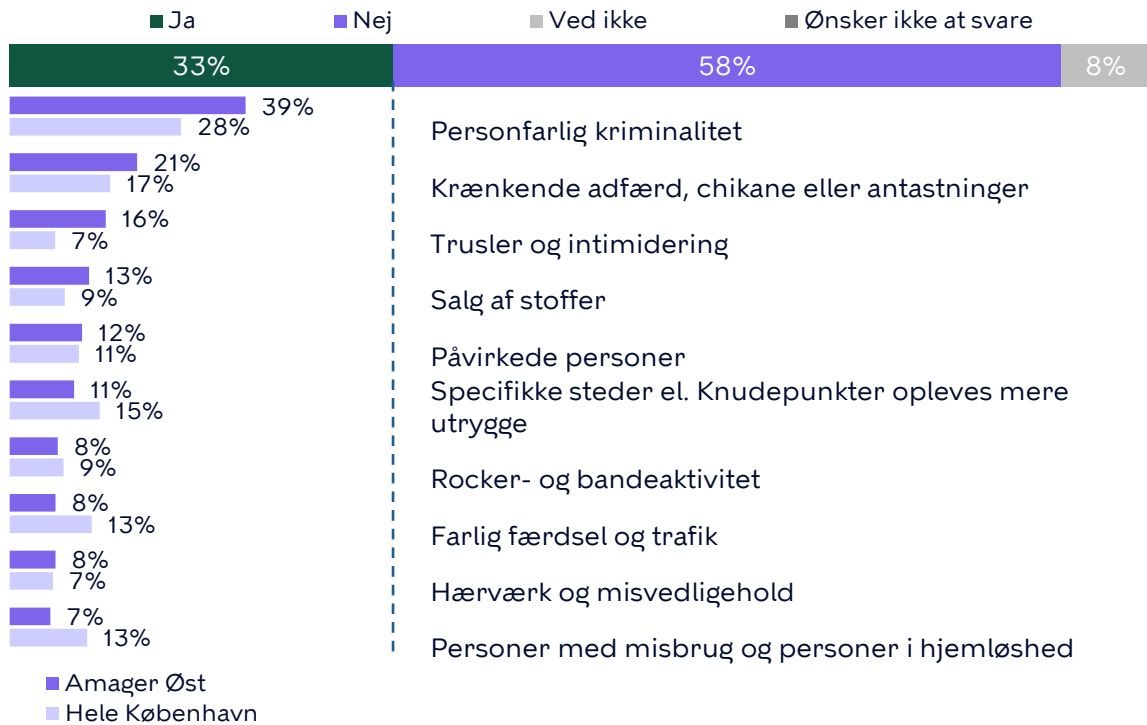 Ja Nej Ved ikke Ønsker ikke at svare
33% 58% 8%
39%
28% Personfarlig kriminalitet
21%
17% Krænkende adfærd, chikane eller antastninger
16%
7% Trusler og intimidering
13%
9% Salg af stoffer
12%
11% Påvirkede personer
11% Specifikke steder el. Knudepunkter opleves mere
15% utrygge
8%
9% Rocker- og bandeaktivitet
8%
13% Farlig færdsel og trafik
8%
7% Hærværk og misvedligehold
7%
13% Personer med misbrug og personer i hjemløshed
Amager Øst
Hele København